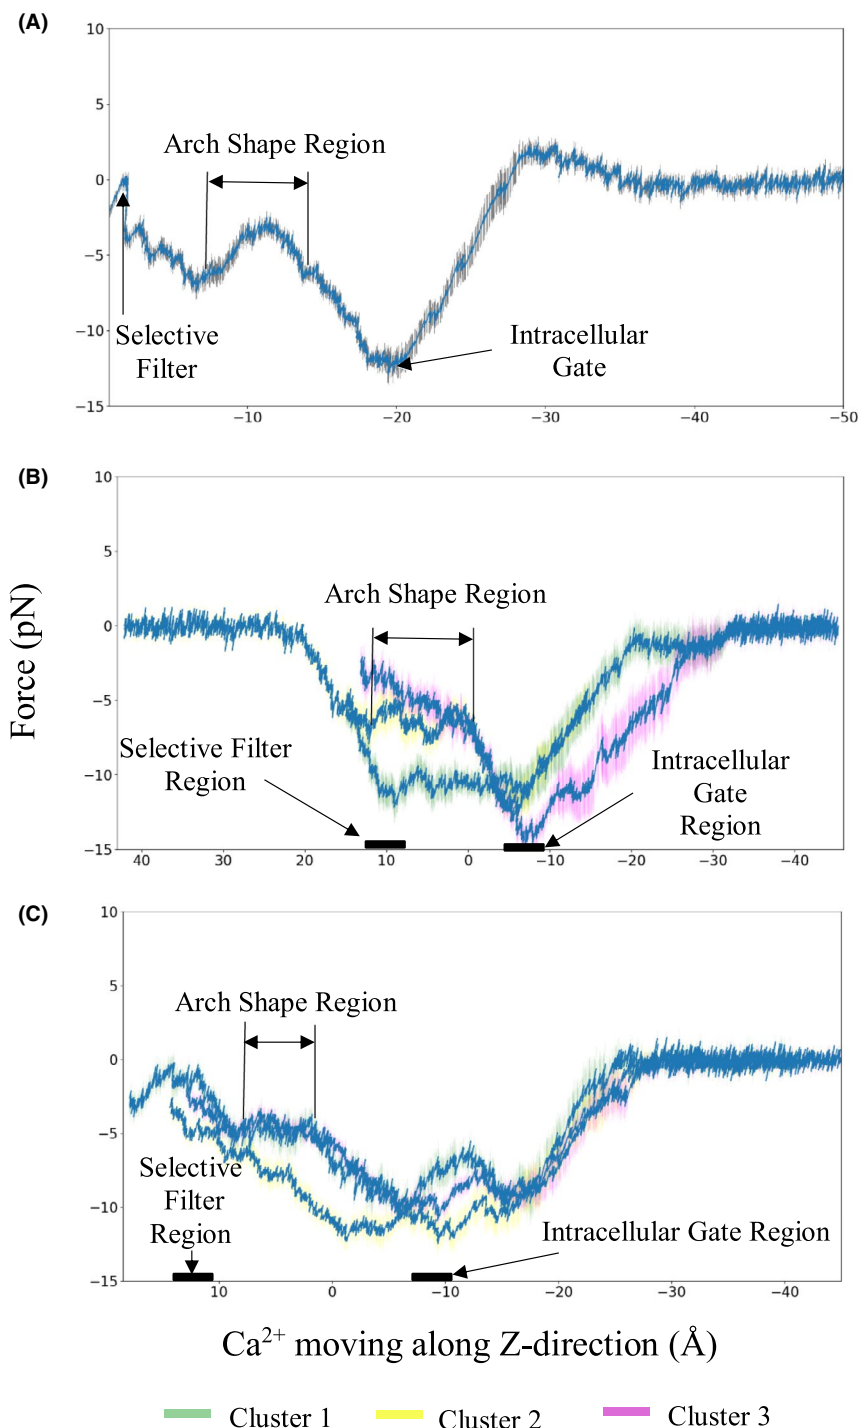 (A)
10
5
0
−5
−10
−15
Arch Shape Region
Selective
Filter
Intracellular
Gate
−10 −20 −30 −40 −50
(B)
10
5
0
−5
−10
−15
Arch Shape Region
Selective Filter
Region
Intracellular
Gate
Region
40 30 20 10 0 −10 −20 −30 −40
Force (pN)
(C)
10
5
0
−5
−10
−15
Arch Shape Region
Selective
Filter
Region
Intracellular Gate Region
10 0 −10 −20 −30 −40
Ca²⁺ moving along Z-direction (Å)
Cluster 1 Cluster 2 Cluster 3